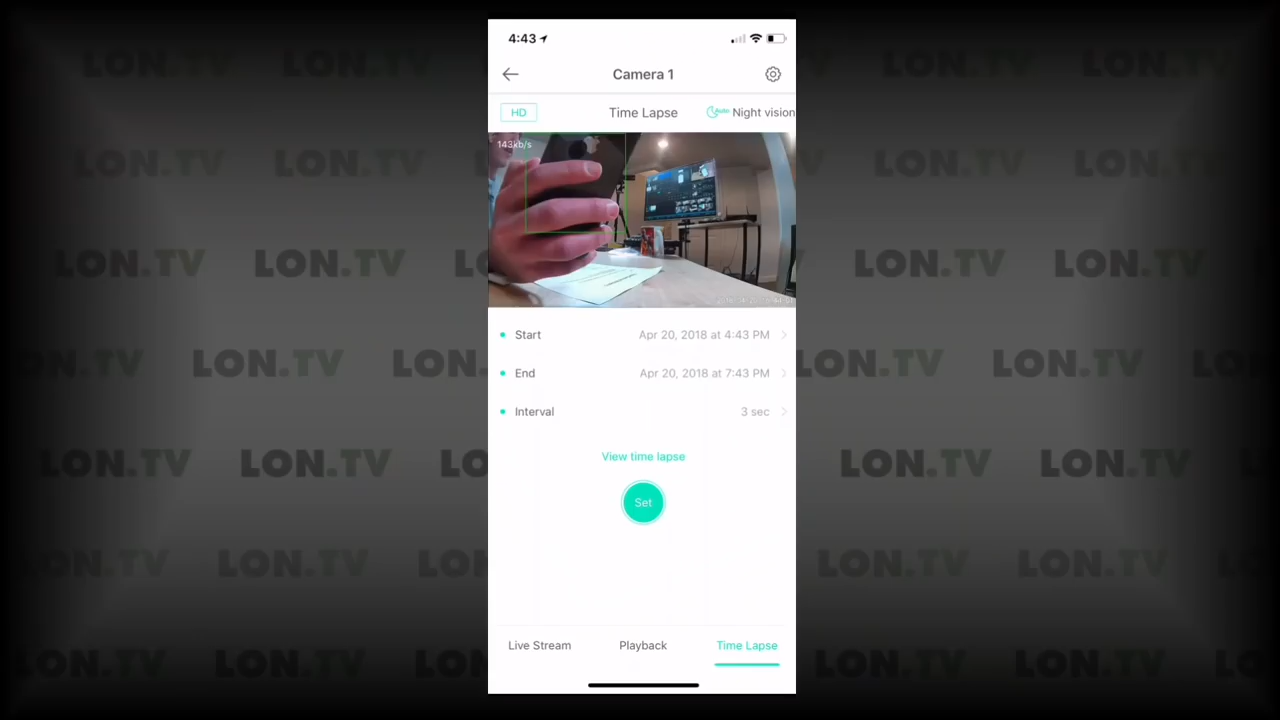 4:43
Camera 1
HD
Time Lapse
Auto
Night vision
143kb/s
Start
Apr 20, 2018 at 4:43 PM
End
Apr 20, 2018 at 7:43 PM
Interval
3 sec
View time lapse
Set
Live Stream
Playback
Time Lapse
LON.TV